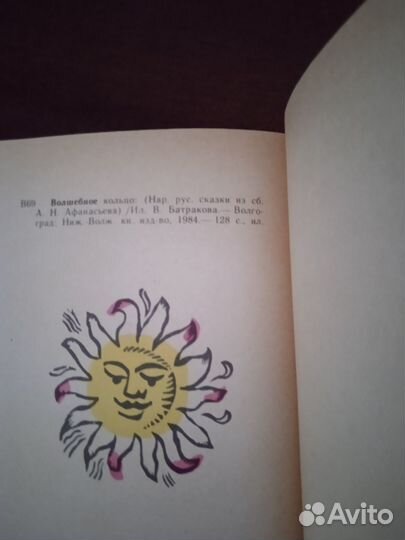 В69 Волшебное кольцо: (Нар. рус. сказки из сб.
А. Н. Афанасьева) /Ил. В. Батракова.— Волго-
град: Ниж.-Волж. кн. изд-во, 1984.— 128 с., ил.
Avito